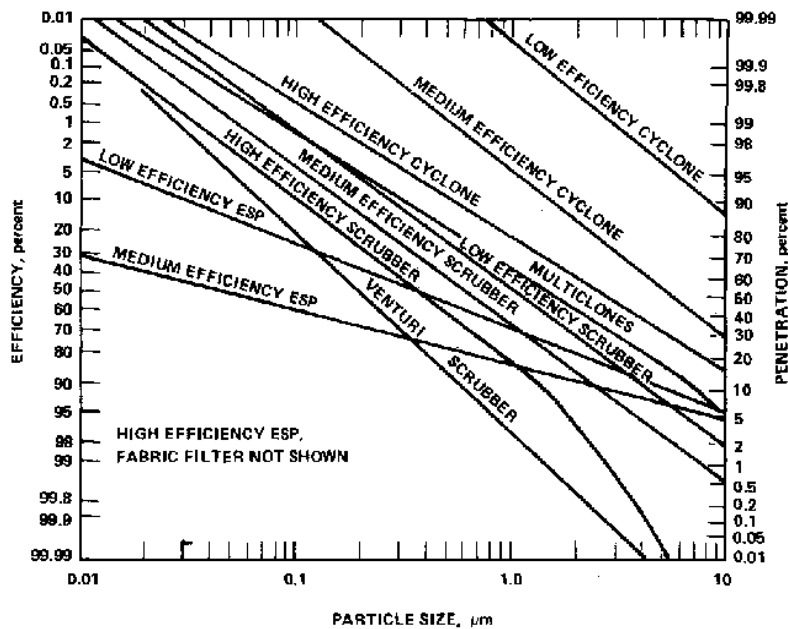 0.01
0.05
0.1
0.2
0.5
1
2
5
10
20
30
40
50
60
70
80
90
95
98
99
99.8
99.9
99.99
EFFICIENCY, percent
LOW EFFICIENCY CYCLONE
MEDIUM EFFICIENCY CYCLONE
HIGH EFFICIENCY CYCLONE
MULTICLONES
LOW EFFICIENCY SCRUBBER
MEDIUM EFFICIENCY SCRUBBER
HIGH EFFICIENCY SCRUBBER
VENTURI SCRUBBER
LOW EFFICIENCY ESP
MEDIUM EFFICIENCY ESP
HIGH EFFICIENCY ESP,
FABRIC FILTER NOT SHOWN
99.99
99.9
99.8
99
98
95
90
80
70
60
50
40
30
20
10
5
2
1
0.5
0.2
0.1
0.05
0.01
PENETRATION, percent
0.01 0.1 1.0 10
PARTICLE SIZE, μm